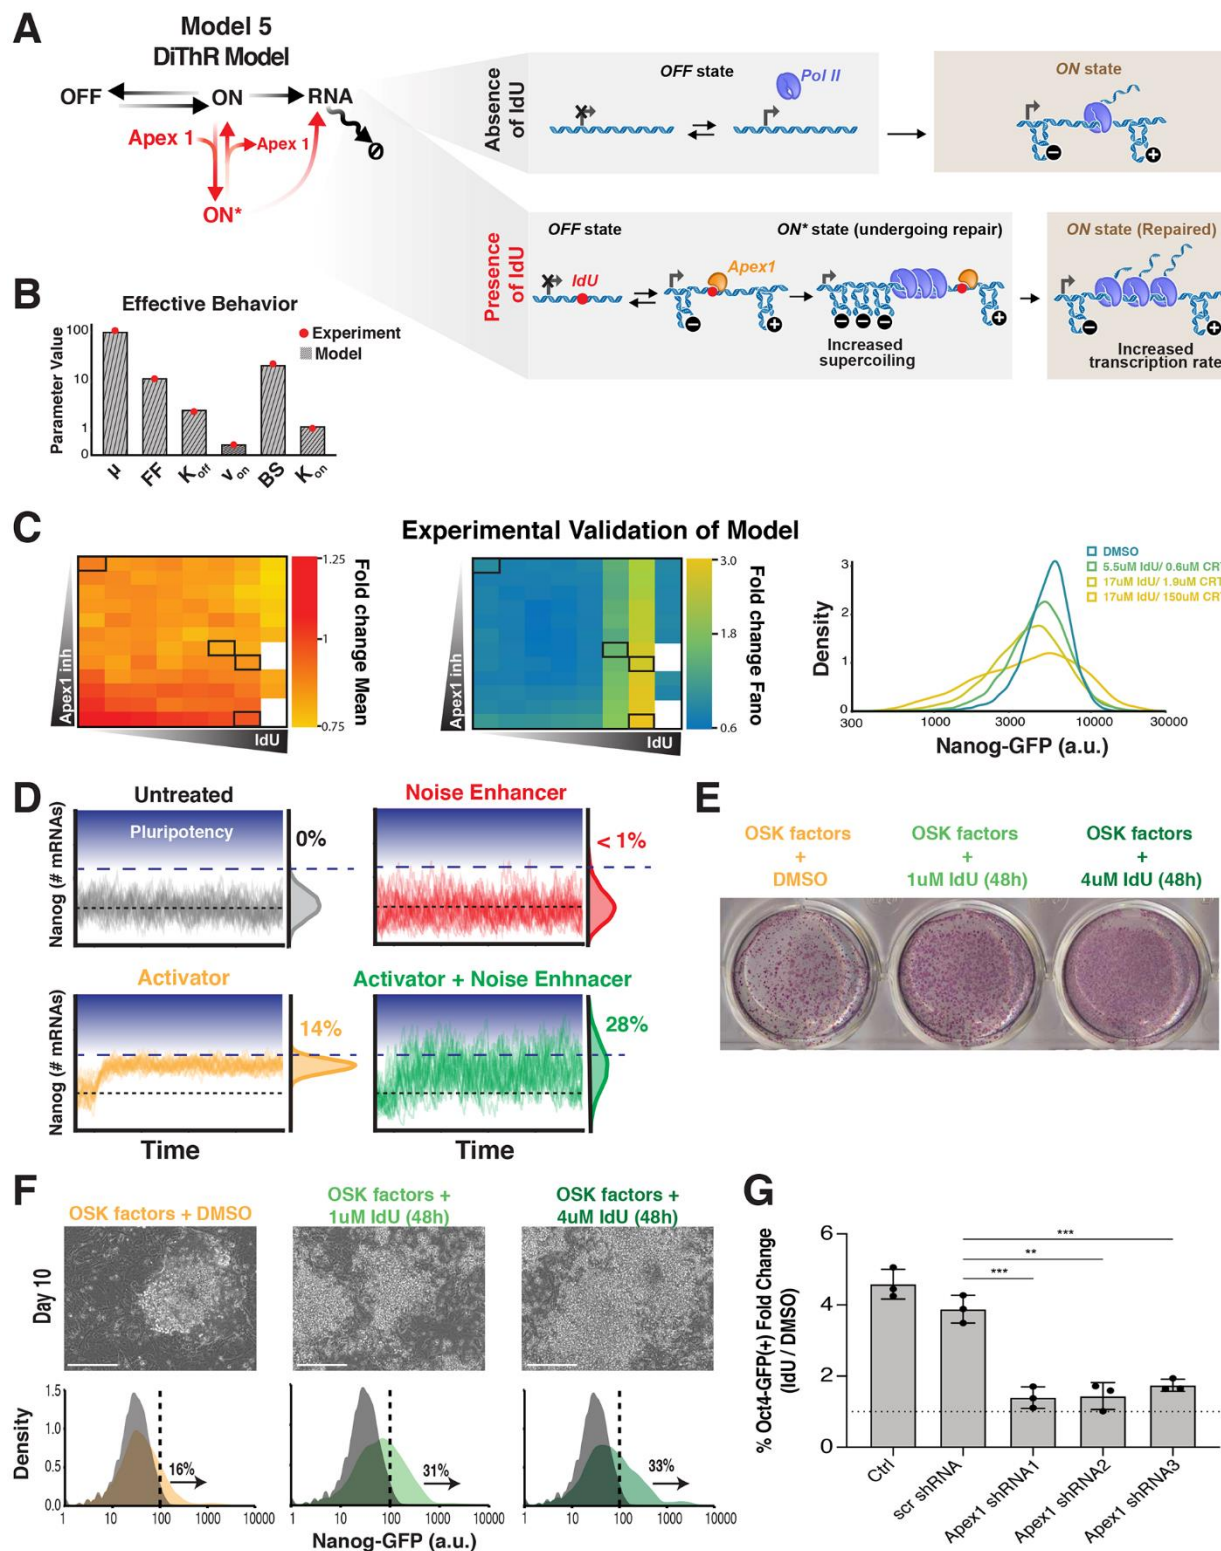 A
Model 5
DiThR Model
OFF
ON
RNA
Apex 1
Apex 1
ON*
0
Absence
of IdU
OFF state
Pol II
ON state
−
+
Presence
of IdU
OFF state
IdU
Apex1
−
+
ON* state (undergoing repair)
− − −
+
Increased
supercoiling
ON state (Repaired)
−
+
Increased
transcription rate
B
Effective Behavior
Experiment
Model
Parameter Value
100
10
1
0
μ
FF
Koff
νon
BS
Kon
C
Experimental Validation of Model
Apex1 inh
IdU
1.25
1
0.75
Fold change Mean
Apex1 inh
IdU
3.0
1.8
0.6
Fold change Fano
DMSO
5.5uM IdU/ 0.6uM CRT
17uM IdU/ 1.9uM CRT
17uM IdU/ 150uM CRT
Density
3
2
1
0
300
1000
3000
10000
30000
Nanog-GFP (a.u.)
D
Untreated
Pluripotency
0%
Nanog (# mRNAs)
Noise Enhancer
< 1%
Activator
14%
Nanog (# mRNAs)
Activator + Noise Enhnacer
28%
Time
Time
E
OSK factors
+
DMSO
OSK factors
+
1uM IdU (48h)
OSK factors
+
4uM IdU (48h)
F
OSK factors + DMSO
OSK factors +
1uM IdU (48h)
OSK factors +
4uM IdU (48h)
Day 10
Density
1.5
1.0
0.5
0.0
16%
31%
33%
1 10 100 1000 10000
1 10 100 1000 10000
1 10 100 1000 10000
Nanog-GFP (a.u.)
G
% Oct4-GFP(+) Fold Change
(IdU / DMSO)
6
4
2
0
***
**
***
Ctrl
scr shRNA
Apex1 shRNA1
Apex1 shRNA2
Apex1 shRNA3